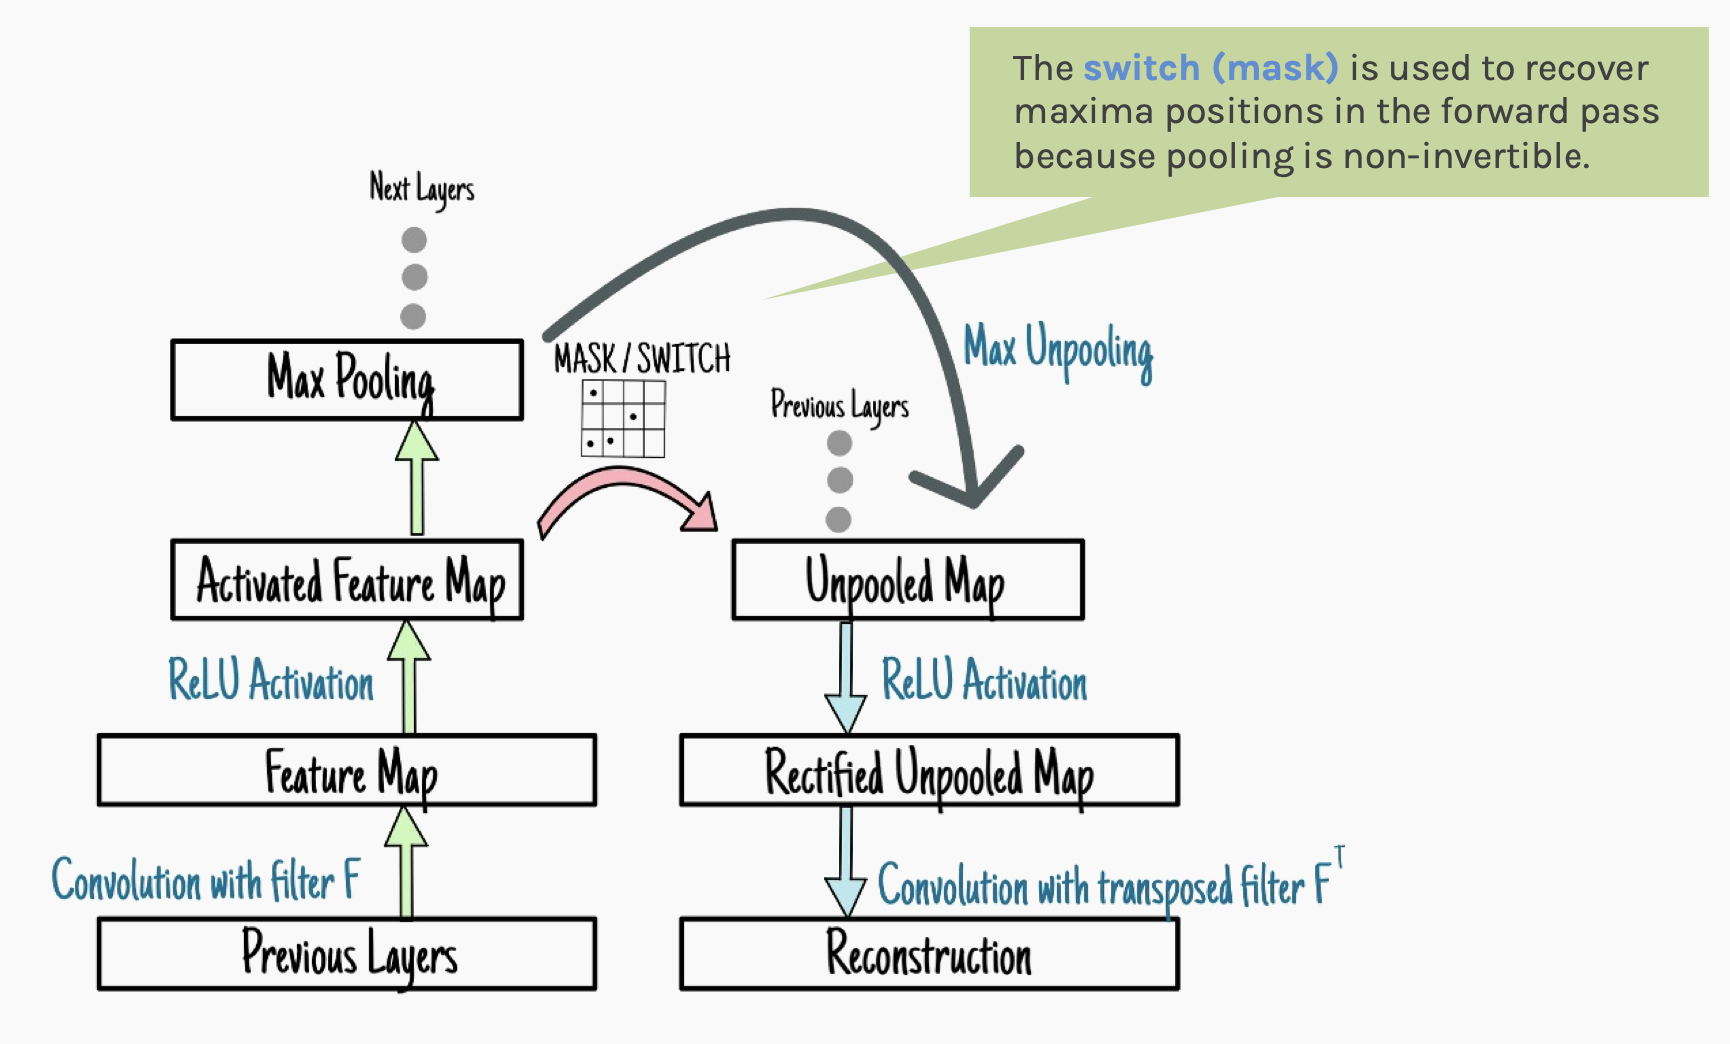 The switch (mask) is used to recover
maxima positions in the forward pass
because pooling is non-invertible.
Next Layers
Max Pooling
MASK / SWITCH
Max Unpooling
Previous Layers
Activated Feature Map
Unpooled Map
ReLU Activation
ReLU Activation
Feature Map
Rectified Unpooled Map
Convolution with filter F
Convolution with transposed filter F^T
Previous Layers
Reconstruction